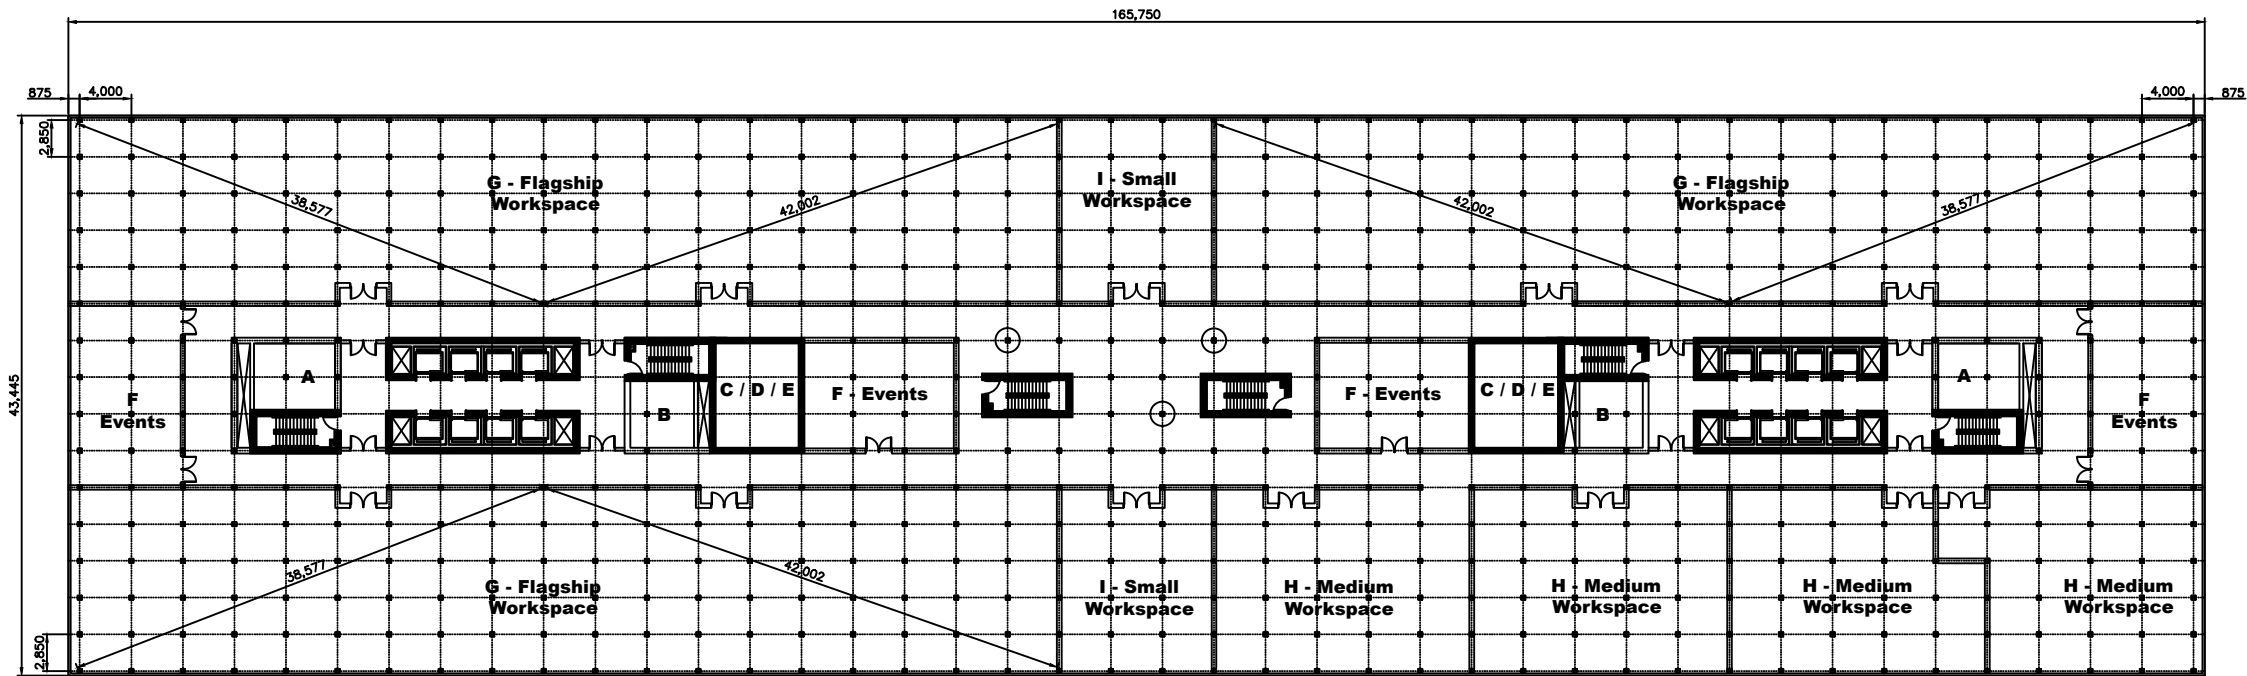 165,750
875
4,000
4,000
875
2,850
G - Flagship
Workspace
38,577
42,002
I - Small
Workspace
42,002
G - Flagship
Workspace
38,577
43,445
F
Events
A
B
C / D / E
F - Events
F - Events
C / D / E
B
A
F
Events
38,577
G - Flagship
Workspace
42,002
I - Small
Workspace
H - Medium
Workspace
H - Medium
Workspace
H - Medium
Workspace
H - Medium
Workspace
2,850